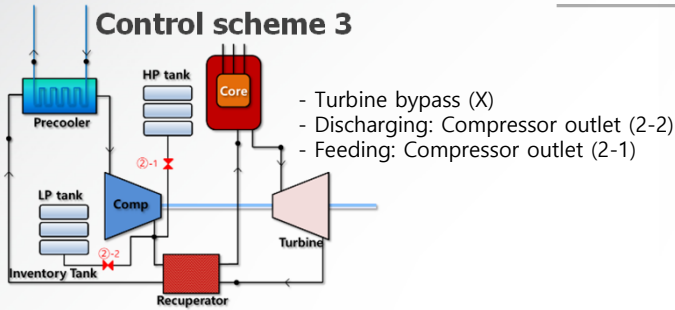 Control scheme 3
HP tank
Core
Precooler
- Turbine bypass (X)
- Discharging: Compressor outlet (2-2)
- Feeding: Compressor outlet (2-1)
②-1
LP tank
Comp
Turbine
②-2
Inventory Tank
Recuperator